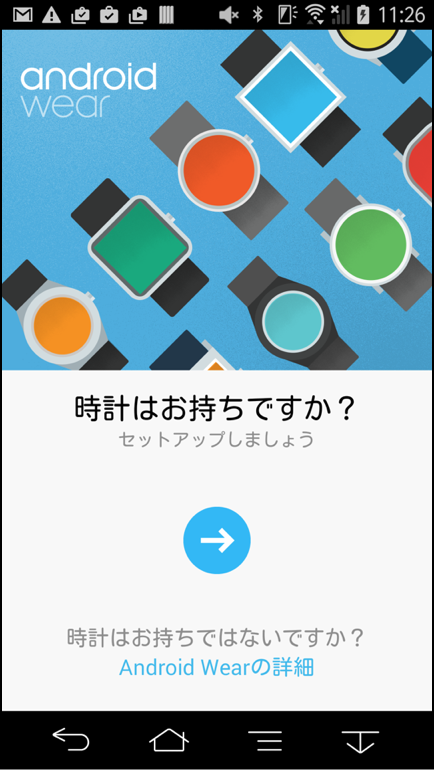 11:26
android
wear
時計はお持ちですか？
セットアップしましょう
時計はお持ちではないですか？
Android Wearの詳細